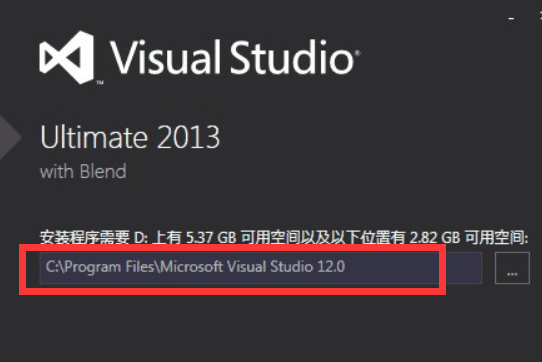 Visual Studio
Ultimate 2013
with Blend
安装程序需要 D: 上有 5.37 GB 可用空间以及以下位置有 2.82 GB 可用空间:
C:\Program Files\Microsoft Visual Studio 12.0
...